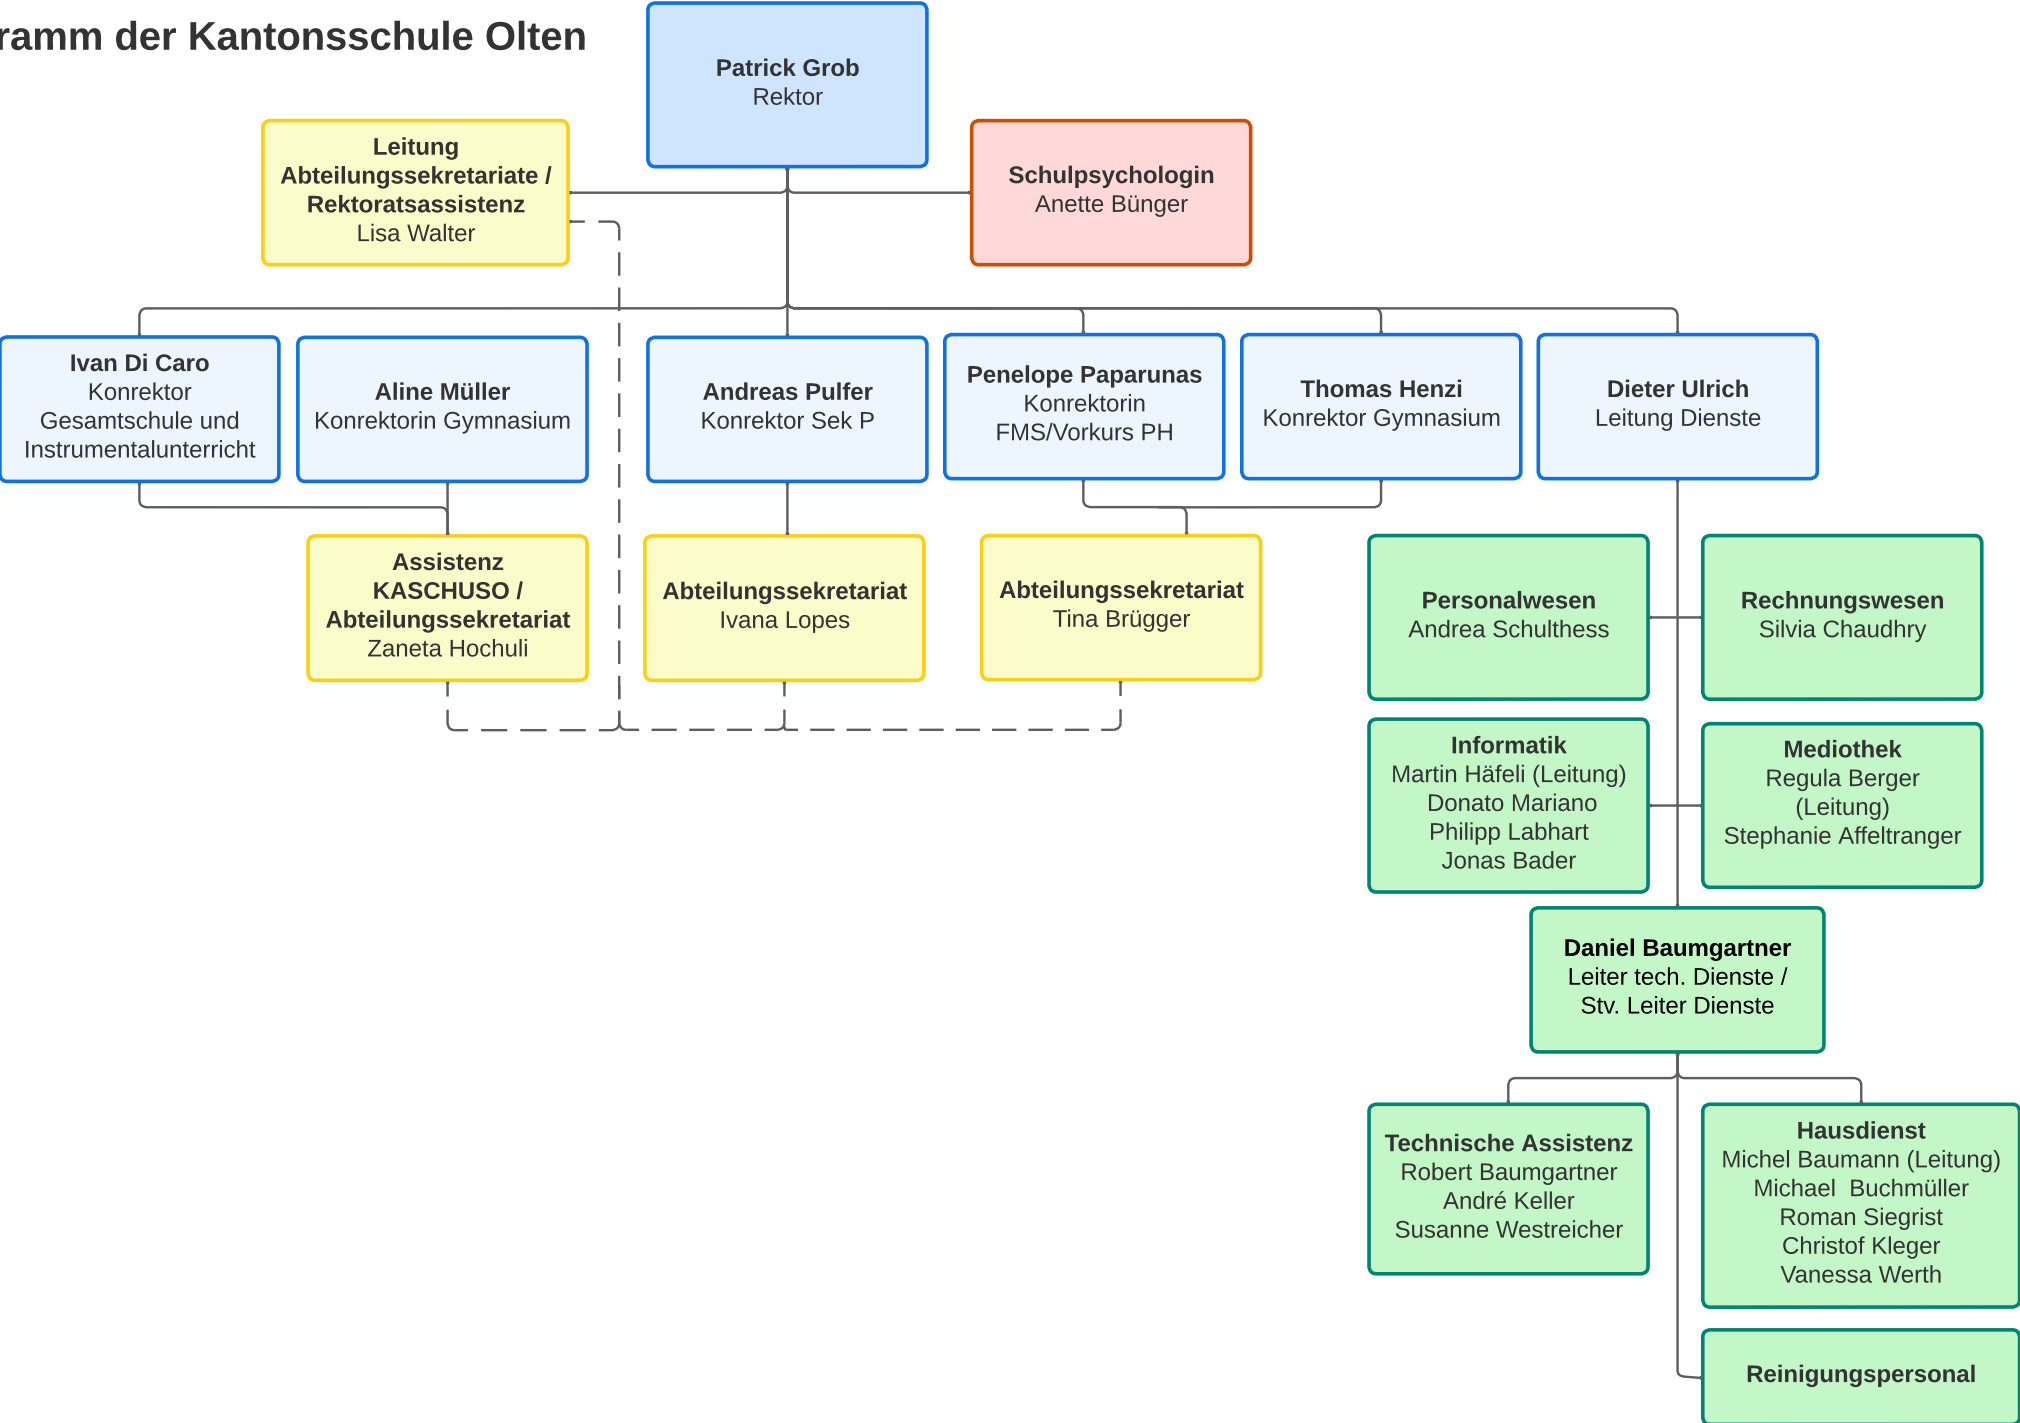 ramm der Kantonsschule Olten
Patrick Grob
Rektor
Leitung
Abteilungssekretariate /
Rektoratsassistenz
Lisa Walter
Schulpsychologin
Anette Bünger
Ivan Di Caro
Konrektor
Gesamtschule und
Instrumentalunterricht
Aline Müller
Konrektorin Gymnasium
Andreas Pulfer
Konrektor Sek P
Penelope Paparunas
Konrektorin
FMS/Vorkurs PH
Thomas Henzi
Konrektor Gymnasium
Dieter Ulrich
Leitung Dienste
Assistenz
KASCHUSO /
Abteilungssekretariat
Zaneta Hochuli
Abteilungssekretariat
Ivana Lopes
Abteilungssekretariat
Tina Brügger
Personalwesen
Andrea Schulthess
Rechnungswesen
Silvia Chaudhry
Informatik
Martin Häfeli (Leitung)
Donato Mariano
Philipp Labhart
Jonas Bader
Mediothek
Regula Berger
(Leitung)
Stephanie Affeltranger
Daniel Baumgartner
Leiter tech. Dienste /
Stv. Leiter Dienste
Technische Assistenz
Robert Baumgartner
André Keller
Susanne Westreicher
Hausdienst
Michel Baumann (Leitung)
Michael  Buchmüller
Roman Siegrist
Christof Kleger
Vanessa Werth
Reinigungspersonal